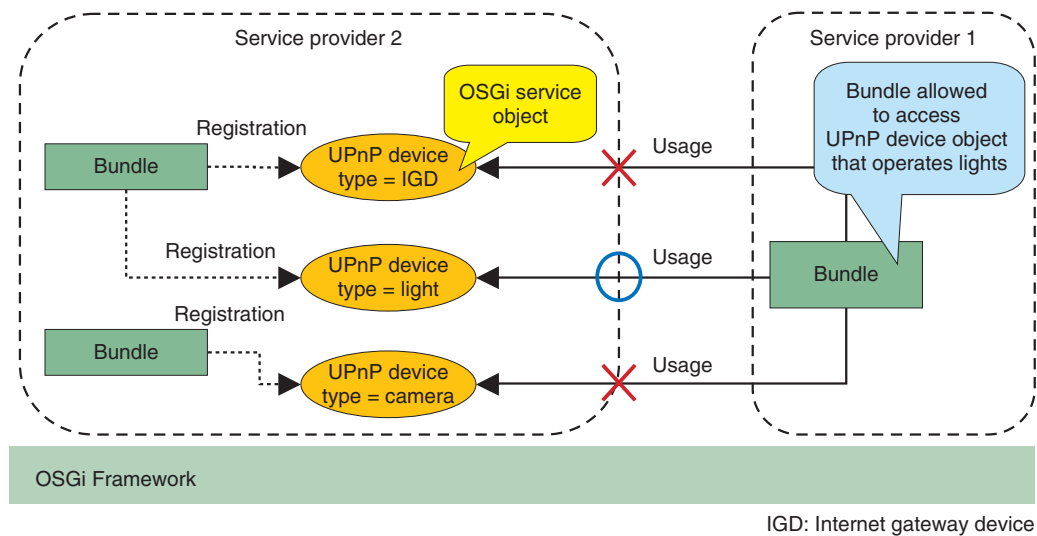 Service provider 2
Service provider 1
OSGi service
object
Bundle allowed
to access
UPnP device object
that operates lights
Registration
Usage
Bundle
UPnP device
type = IGD
Registration
Usage
UPnP device
type = light
Bundle
Registration
Bundle
Usage
UPnP device
type = camera
OSGi Framework
IGD: Internet gateway device